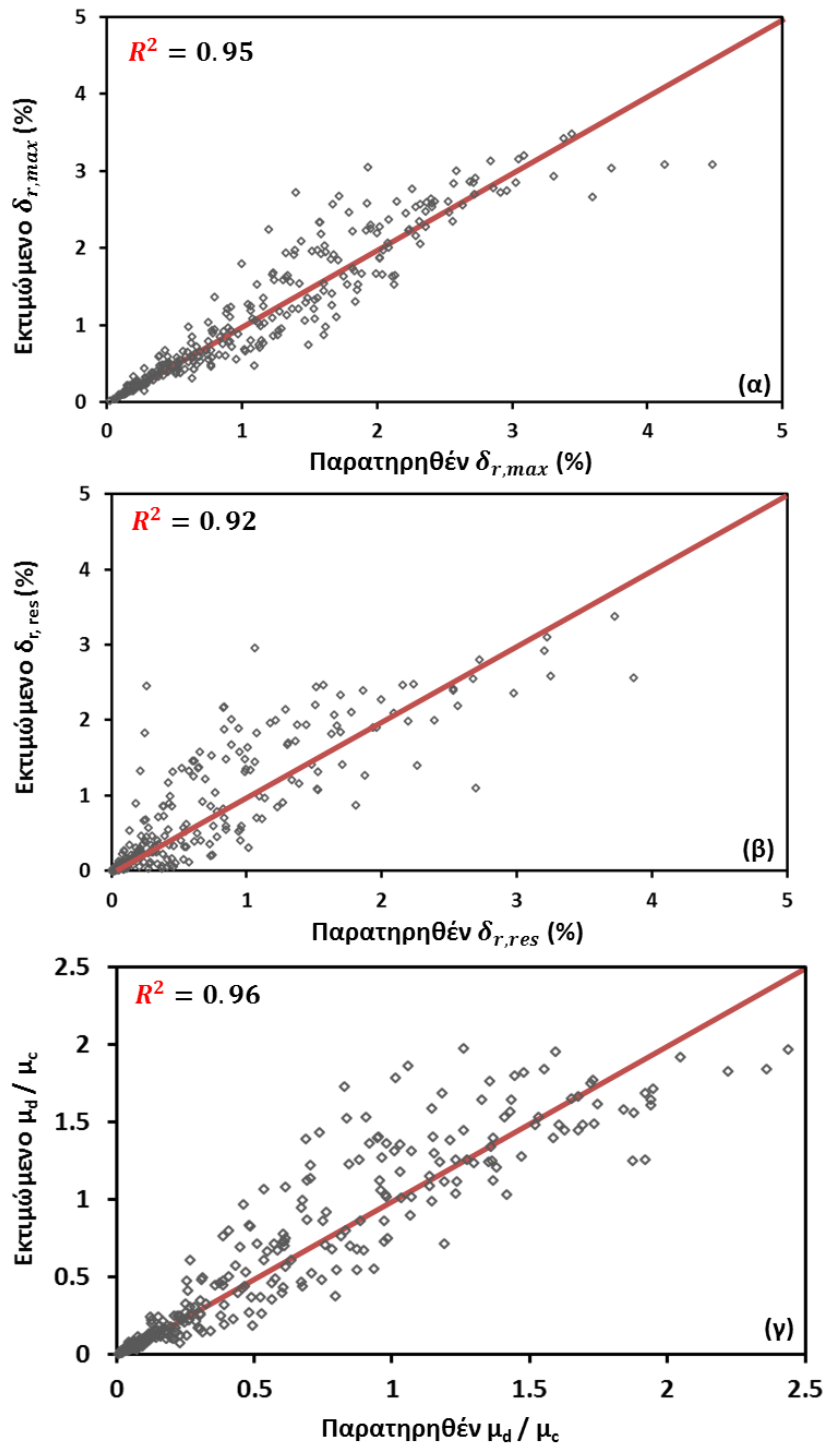 R² = 0.95
5
4
3
2
1
0
Εκτιμώμενο δr,max (%)
(α)
0 1 2 3 4 5
Παρατηρηθέν δr,max (%)
R² = 0.92
5
4
3
2
1
0
Εκτιμώμενο δr, res (%)
(β)
0 1 2 3 4 5
Παρατηρηθέν δr,res (%)
R² = 0.96
2.5
2
1.5
1
0.5
0
Εκτιμώμενο μd / μc
(γ)
0 0.5 1 1.5 2 2.5
Παρατηρηθέν μd / μc